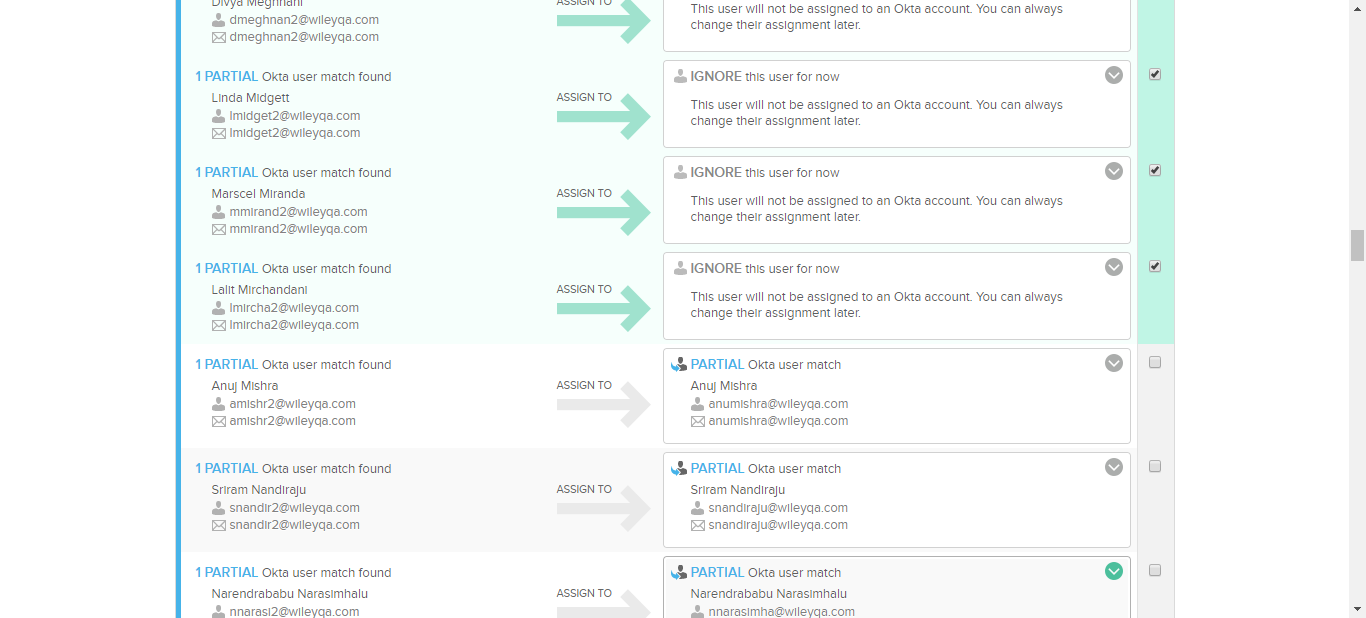 Divya Meghnani
dmeghnan2@wileyqa.com
dmeghnan2@wileyqa.com
ASSIGN TO
This user will not be assigned to an Okta account. You can always
change their assignment later.
1 PARTIAL Okta user match found
Linda Midgett
lmidget2@wileyqa.com
lmidget2@wileyqa.com
ASSIGN TO
IGNORE this user for now
This user will not be assigned to an Okta account. You can always
change their assignment later.
1 PARTIAL Okta user match found
Marscel Miranda
mmirand2@wileyqa.com
mmirand2@wileyqa.com
ASSIGN TO
IGNORE this user for now
This user will not be assigned to an Okta account. You can always
change their assignment later.
1 PARTIAL Okta user match found
Lalit Mirchandani
lmircha2@wileyqa.com
lmircha2@wileyqa.com
ASSIGN TO
IGNORE this user for now
This user will not be assigned to an Okta account. You can always
change their assignment later.
1 PARTIAL Okta user match found
Anuj Mishra
amishr2@wileyqa.com
amishr2@wileyqa.com
ASSIGN TO
PARTIAL Okta user match
Anuj Mishra
anumishra@wileyqa.com
anumishra@wileyqa.com
1 PARTIAL Okta user match found
Sriram Nandiraju
snandir2@wileyqa.com
snandir2@wileyqa.com
ASSIGN TO
PARTIAL Okta user match
Sriram Nandiraju
snandiraju@wileyqa.com
snandiraju@wileyqa.com
1 PARTIAL Okta user match found
Narendrababu Narasimhalu
nnarasi2@wileyqa.com
ASSIGN TO
PARTIAL Okta user match
Narendrababu Narasimhalu
nnarasimha@wileyqa.com